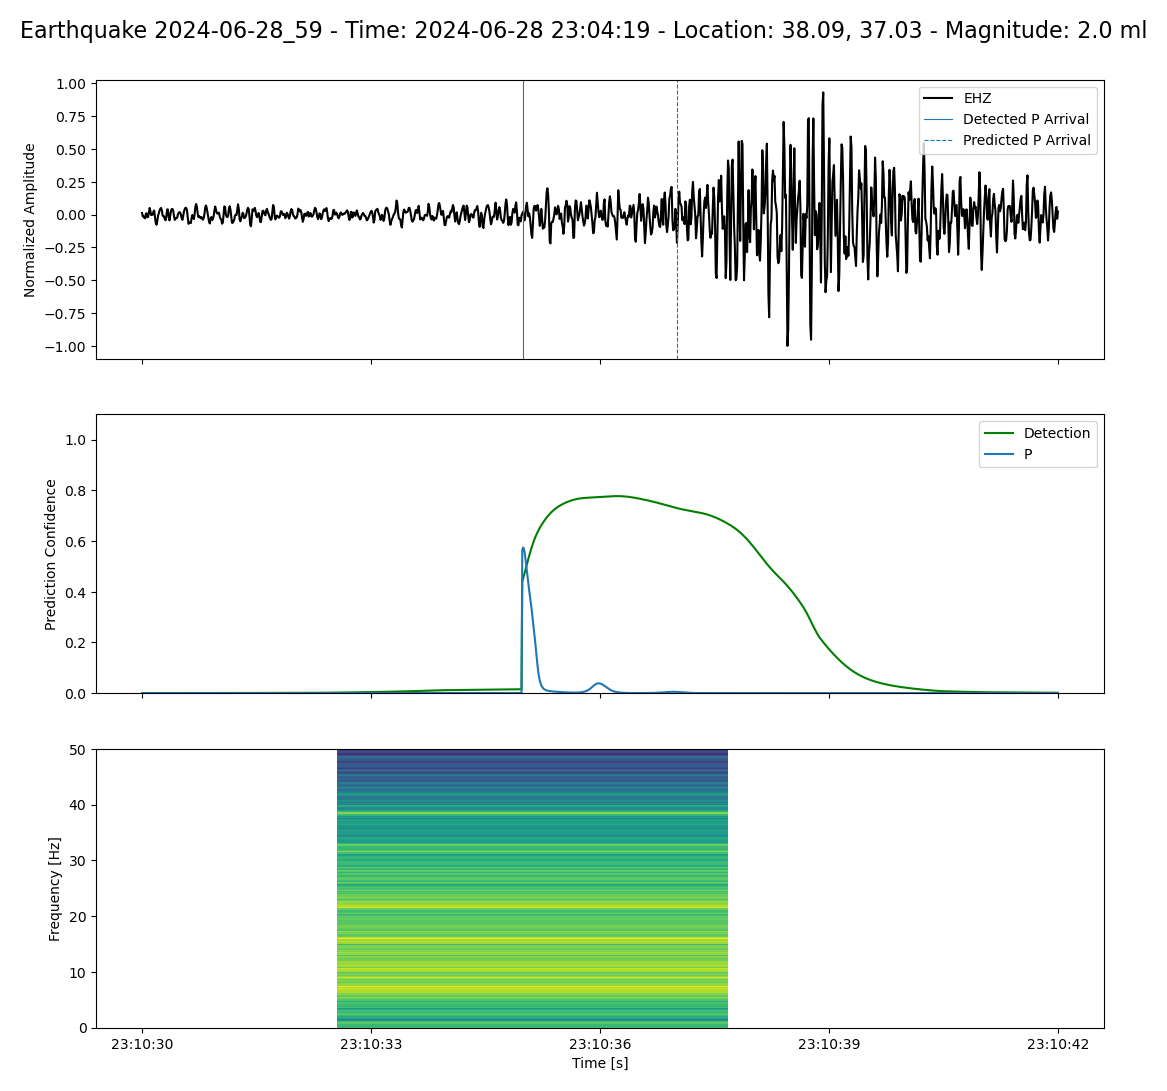 Earthquake 2024-06-28_59 - Time: 2024-06-28 23:04:19 - Location: 38.09, 37.03 - Magnitude: 2.0 ml
Normalized Amplitude
1.00
0.75
0.50
0.25
0.00
−0.25
−0.50
−0.75
−1.00
EHZ
Detected P Arrival
Predicted P Arrival
Prediction Confidence
1.0
0.8
0.6
0.4
0.2
0.0
Detection
P
Frequency [Hz]
50
40
30
20
10
0
23:10:30 23:10:33 23:10:36 23:10:39 23:10:42
Time [s]